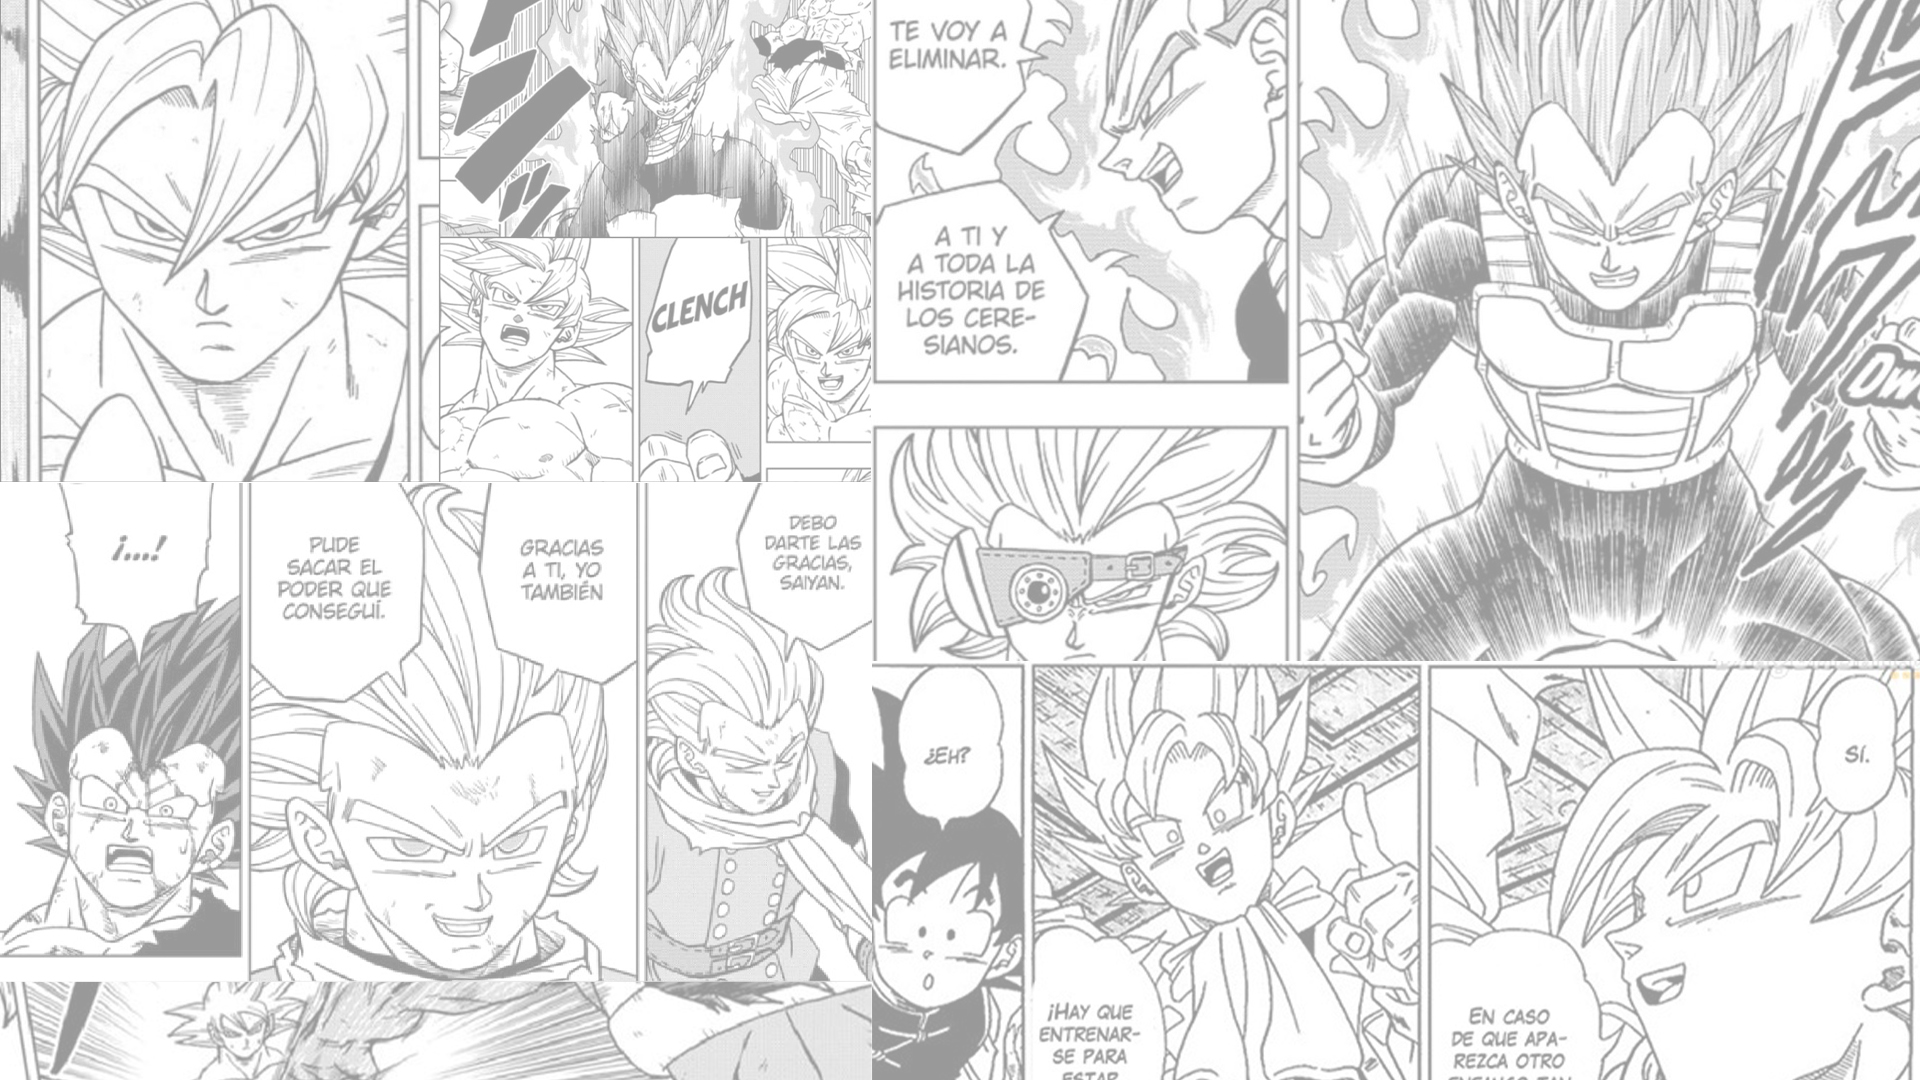 CLENCH
TE VOY A
ELIMINAR.
A TI Y
A TODA LA
HISTORIA DE
LOS CERE-
SIANOS.
¡...!
PUDE
SACAR EL
PODER QUE
CONSEGUÍ.
GRACIAS
A TI, YO
TAMBIÉN
DEBO
DARTE LAS
GRACIAS,
SAIYAN.
¿EH?
¡HAY QUE
ENTRENAR-
SE PARA
ESTAR
SÍ.
EN CASO
DE QUE APA-
REZCA OTRO